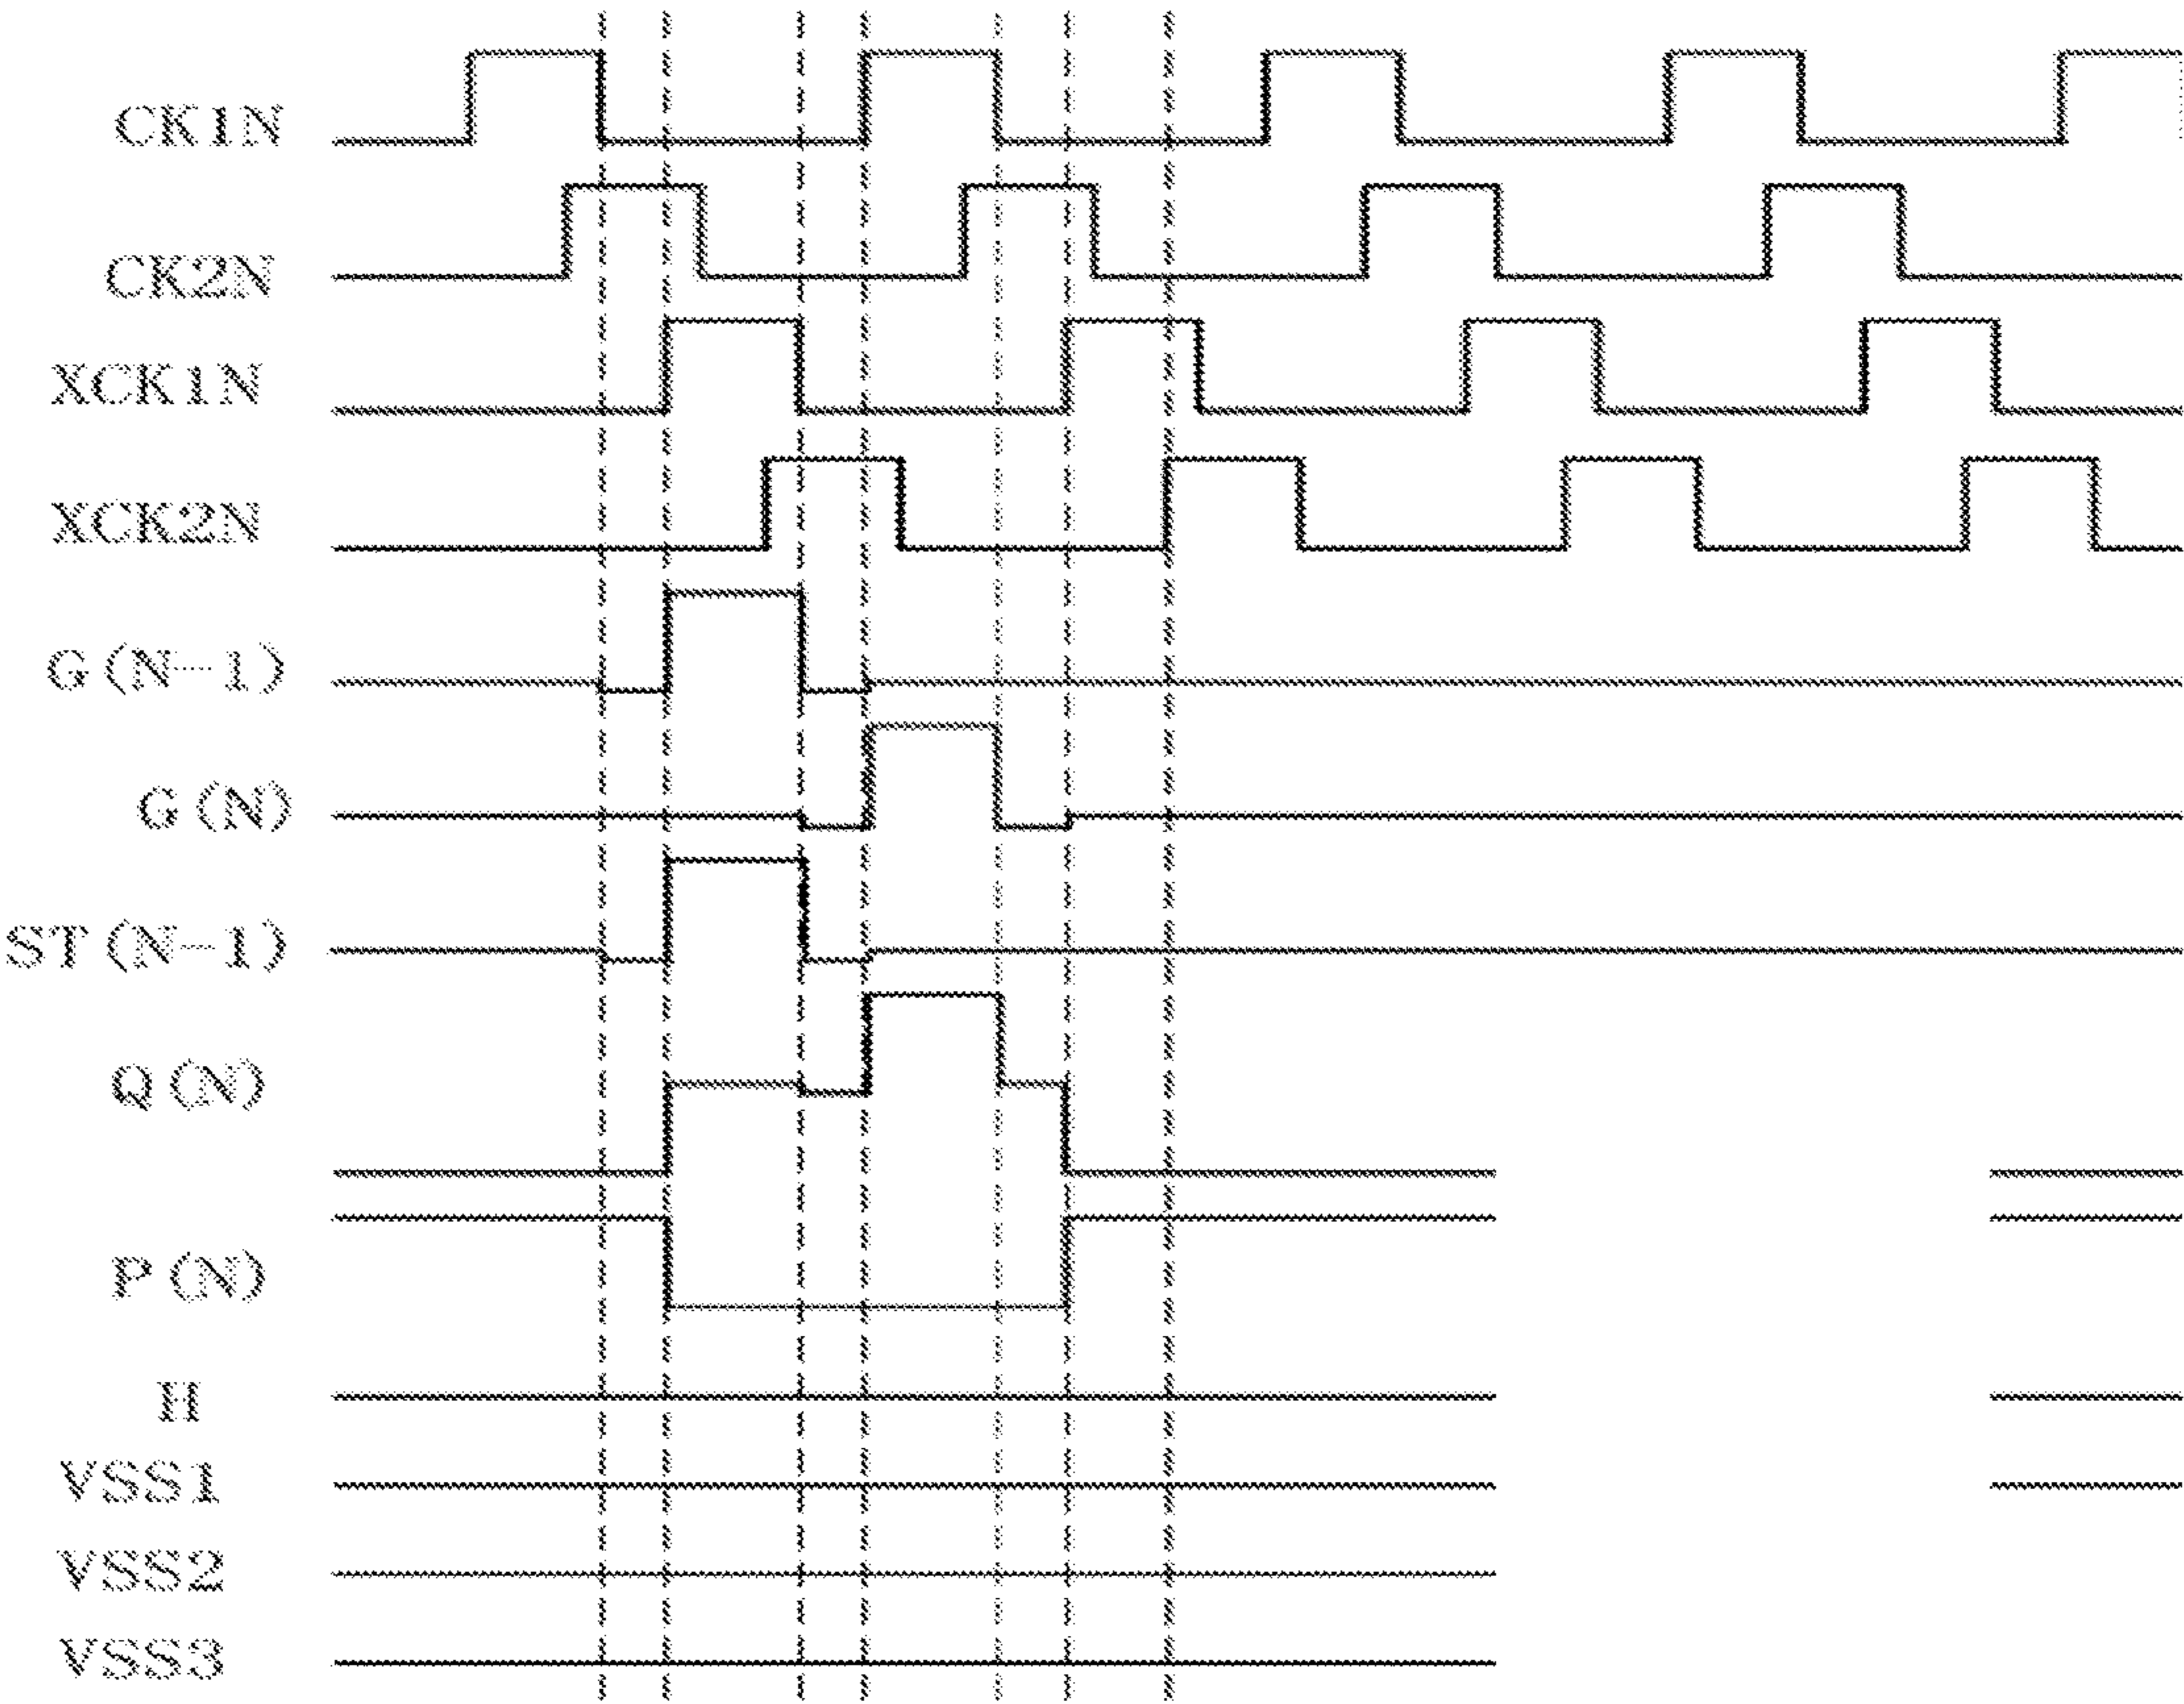 CK1N
CK2N
XCK1N
XCK2N
G(N-1)
G(N)
ST(N-1)
Q(N)
P(N)
H
VSS1
VSS2
VSS3